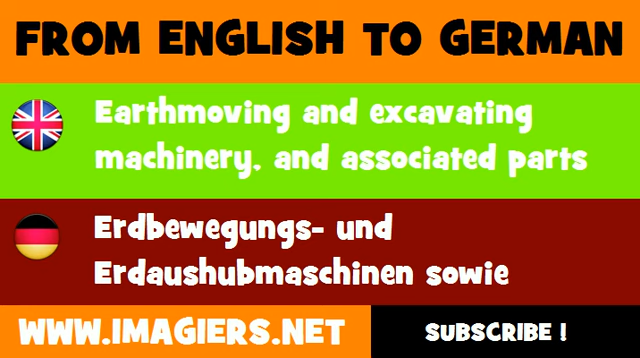 FROM ENGLISH TO GERMAN
Earthmoving and excavating
machinery, and associated parts
Erdbewegungs- und
Erdaushubmaschinen sowie
WWW.IMAGIERS.NET
SUBSCRIBE !